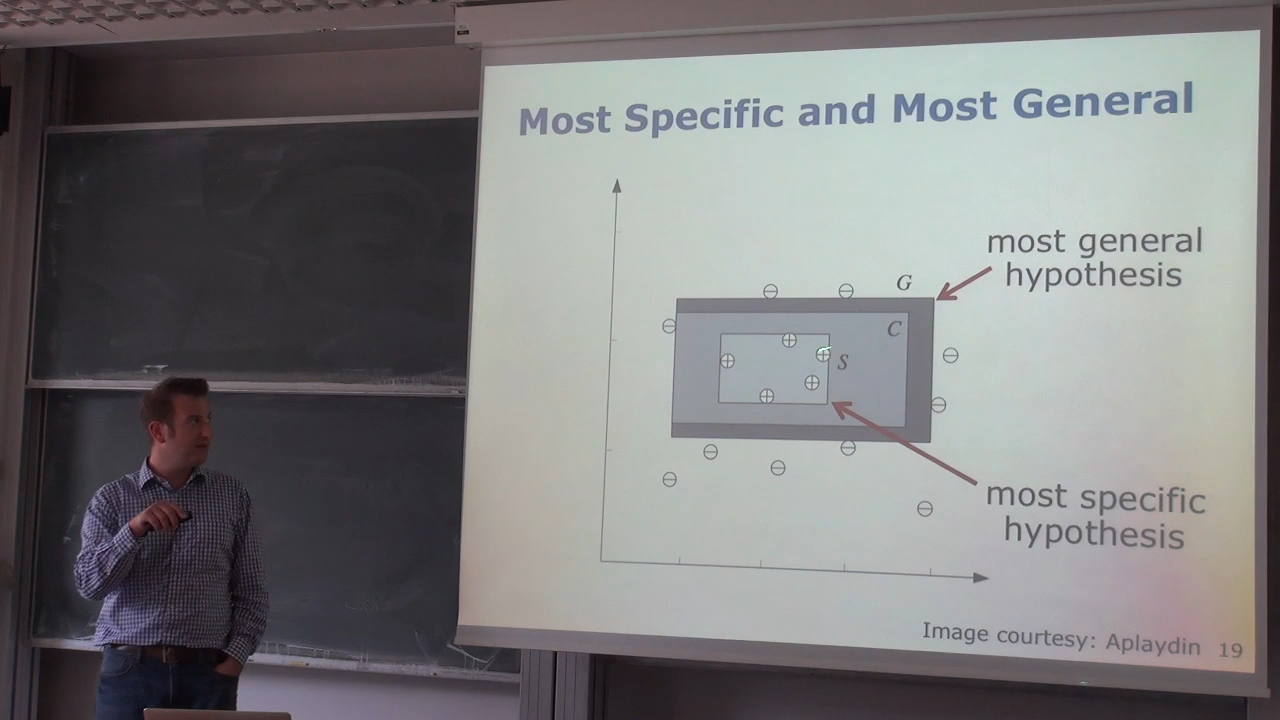 Most Specific and Most General
most general
hypothesis
G
C
S
most specific
hypothesis
Image courtesy: Aplaydin 19